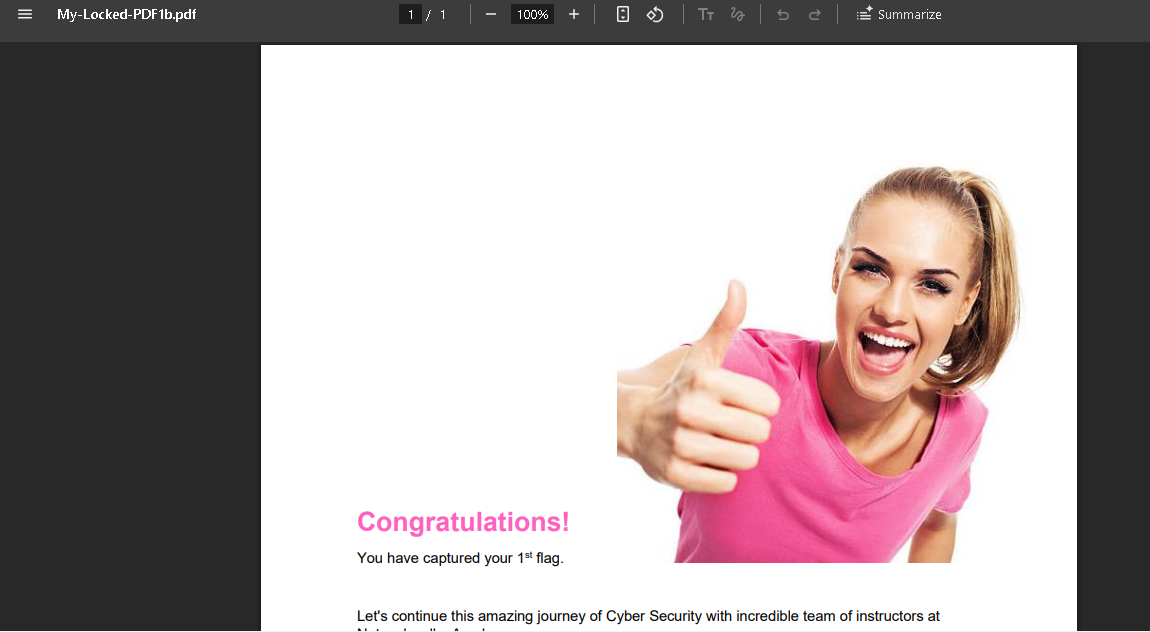 My-Locked-PDF1b.pdf
1 / 1
100%
Summarize
Congratulations!
You have captured your 1st flag.
Let's continue this amazing journey of Cyber Security with incredible team of instructors at